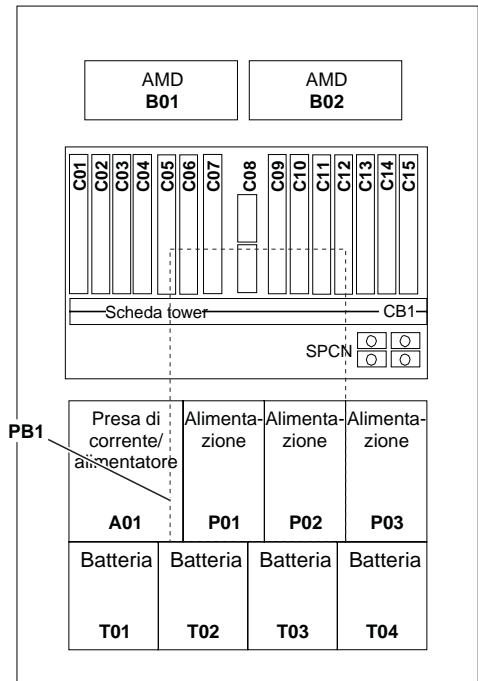 AMD
B01
AMD
B02
C01 C02 C03 C04 C05 C06 C07 C08 C09 C10 C11 C12 C13 C14 C15
Scheda tower CB1
SPCN
PB1
Presa di
corrente/
alimentatore
A01
Alimenta-
zione
P01
Alimenta-
zione
P02
Alimenta-
zione
P03
Batteria
T01
Batteria
T02
Batteria
T03
Batteria
T04